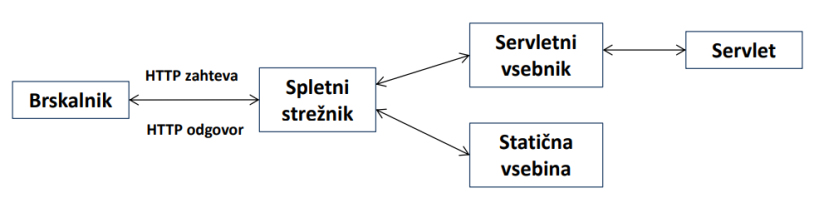 Brskalnik
HTTP zahteva
HTTP odgovor
Spletni
strežnik
Servletni
vsebnik
Servlet
Statična
vsebina